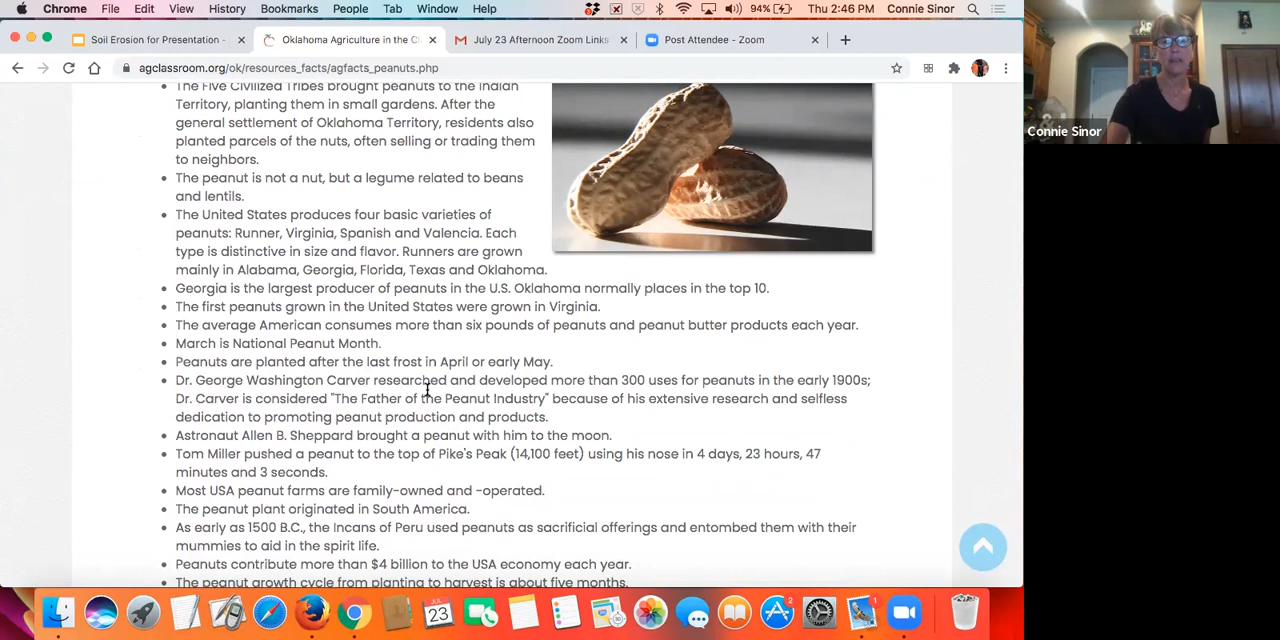 Chrome File Edit View History Bookmarks People Tab Window Help 94% Thu 2:46 PM Connie Sinor
Soil Erosion for Presentation - Oklahoma Agriculture in the C July 23 Afternoon Zoom Links Post Attendee - Zoom
agclassroom.org/ok/resources_facts/agfacts_peanuts.php
Connie Sinor
The Five Civilized Tribes brought peanuts to the Indian
Territory, planting them in small gardens. After the
general settlement of Oklahoma Territory, residents also
planted parcels of the nuts, often selling or trading them
to neighbors.
The peanut is not a nut, but a legume related to beans
and lentils.
The United States produces four basic varieties of
peanuts: Runner, Virginia, Spanish and Valencia. Each
type is distinctive in size and flavor. Runners are grown
mainly in Alabama, Georgia, Florida, Texas and Oklahoma.
Georgia is the largest producer of peanuts in the U.S. Oklahoma normally places in the top 10.
The first peanuts grown in the United States were grown in Virginia.
The average American consumes more than six pounds of peanuts and peanut butter products each year.
March is National Peanut Month.
Peanuts are planted after the last frost in April or early May.
Dr. George Washington Carver researched and developed more than 300 uses for peanuts in the early 1900s;
Dr. Carver is considered "The Father of the Peanut Industry" because of his extensive research and selfless
dedication to promoting peanut production and products.
Astronaut Allen B. Sheppard brought a peanut with him to the moon.
Tom Miller pushed a peanut to the top of Pike's Peak (14,100 feet) using his nose in 4 days, 23 hours, 47
minutes and 3 seconds.
Most USA peanut farms are family-owned and -operated.
The peanut plant originated in South America.
As early as 1500 B.C., the Incans of Peru used peanuts as sacrificial offerings and entombed them with their
mummies to aid in the spirit life.
Peanuts contribute more than $4 billion to the USA economy each year.
The peanut growth cycle from planting to harvest is about five months.
23
2
1